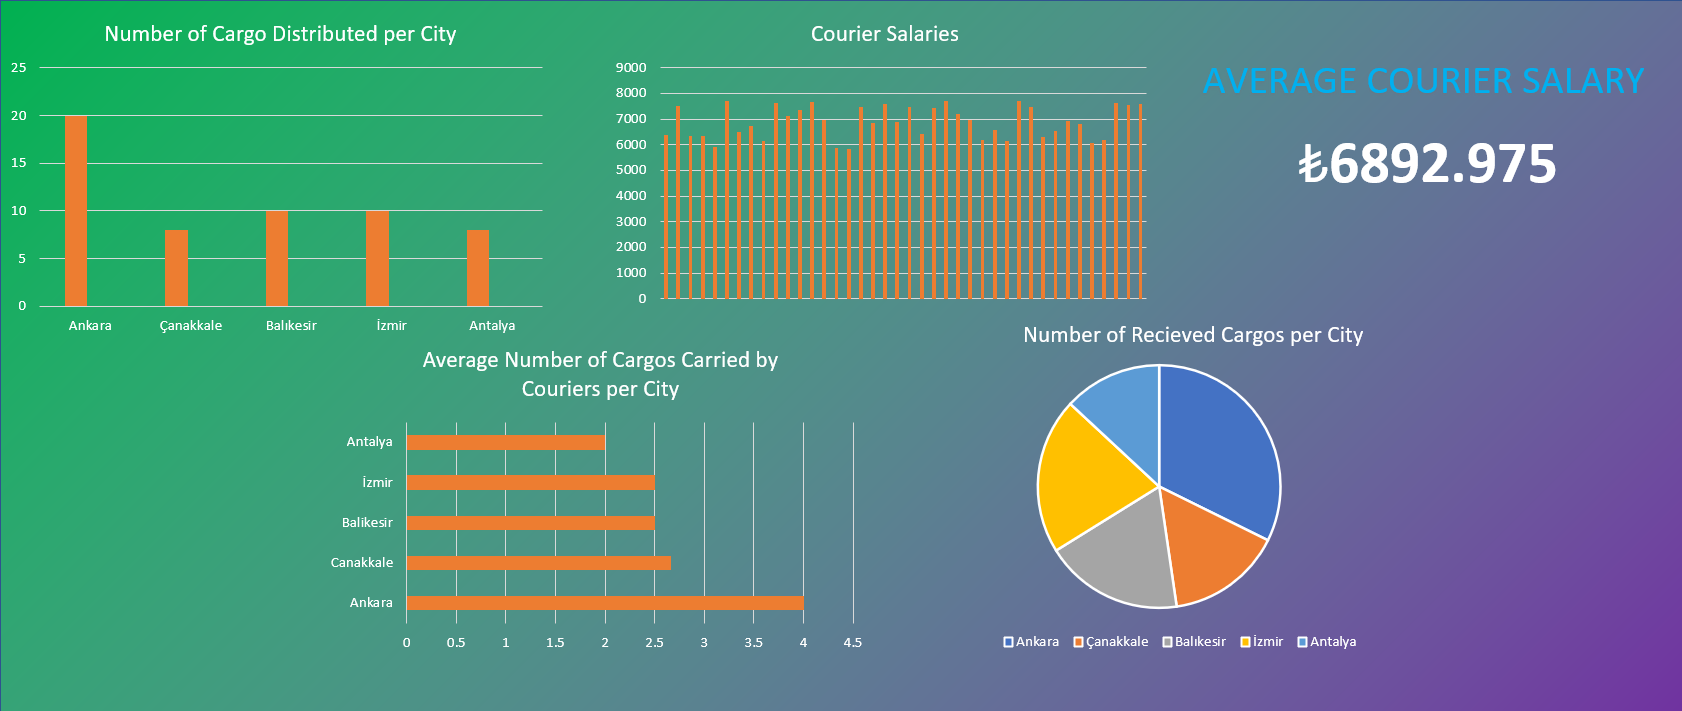 Number of Cargo Distributed per City
25
20
15
10
5
0
Ankara Çanakkale Balıkesir İzmir Antalya
Courier Salaries
9000
8000
7000
6000
5000
4000
3000
2000
1000
0
AVERAGE COURIER SALARY
₺6892.975
Average Number of Cargos Carried by
Couriers per City
Antalya
İzmir
Balikesir
Canakkale
Ankara
0 0.5 1 1.5 2 2.5 3 3.5 4 4.5
Number of Recieved Cargos per City
Ankara Çanakkale Balıkesir İzmir Antalya